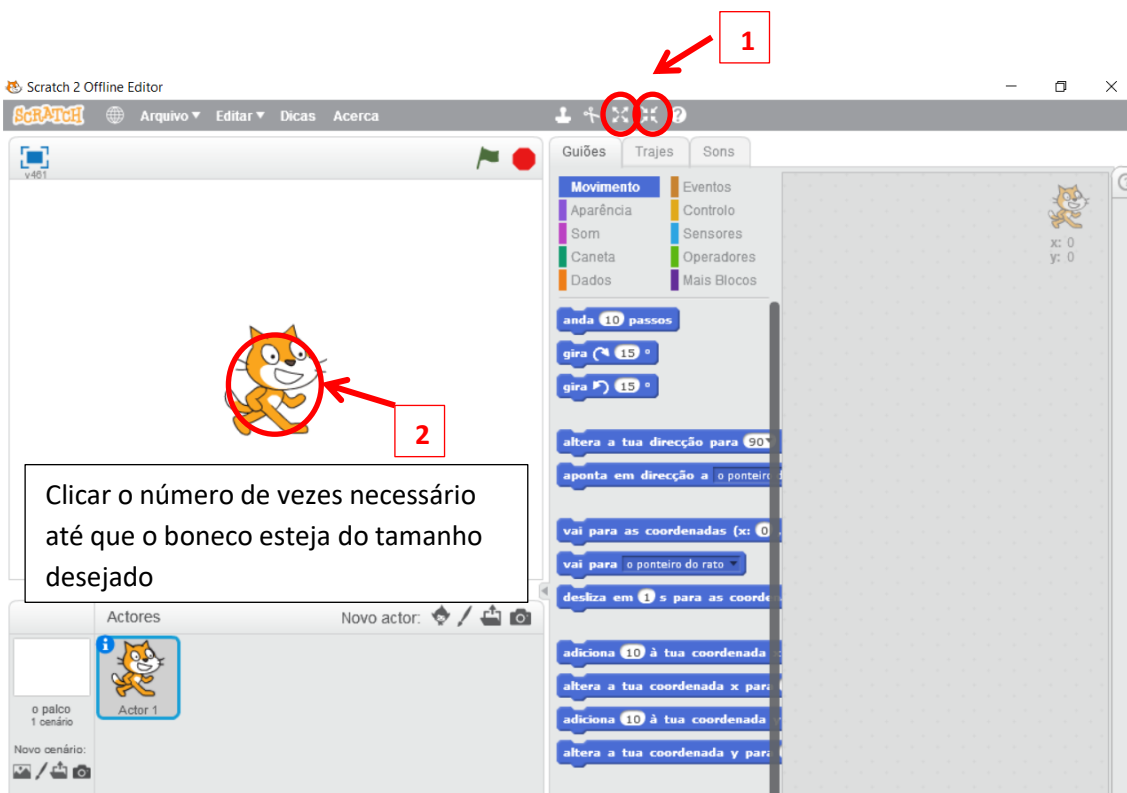 1
Scratch 2 Offline Editor
SCRATCH Arquivo Editar Dicas Acerca
v461
Guiões Trajes Sons
Movimento Eventos
Aparência Controlo
Som Sensores
Caneta Operadores
Dados Mais Blocos
x: 0
y: 0
anda 10 passos
gira 15 °
gira 15 °
altera a tua direcção para 90
aponta em direcção a o ponteiro
vai para as coordenadas (x: 0
vai para o ponteiro do rato
desliza em 1 s para as coorde
adiciona 10 à tua coordenada
altera a tua coordenada x para
adiciona 10 à tua coordenada
altera a tua coordenada y para
2
Clicar o número de vezes necessário
até que o boneco esteja do tamanho
desejado
Actores Novo actor:
o palco
1 cenário
Actor 1
Novo cenário: